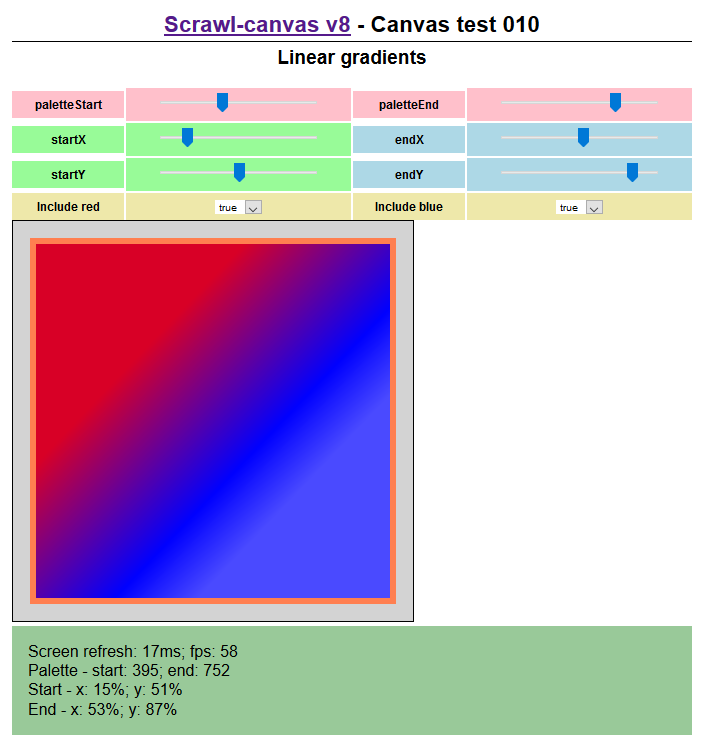 Scrawl-canvas v8 - Canvas test 010
Linear gradients
paletteStart paletteEnd
startX endX
startY endY
Include red true Include blue true
Screen refresh: 17ms; fps: 58
Palette - start: 395; end: 752
Start - x: 15%; y: 51%
End - x: 53%; y: 87%